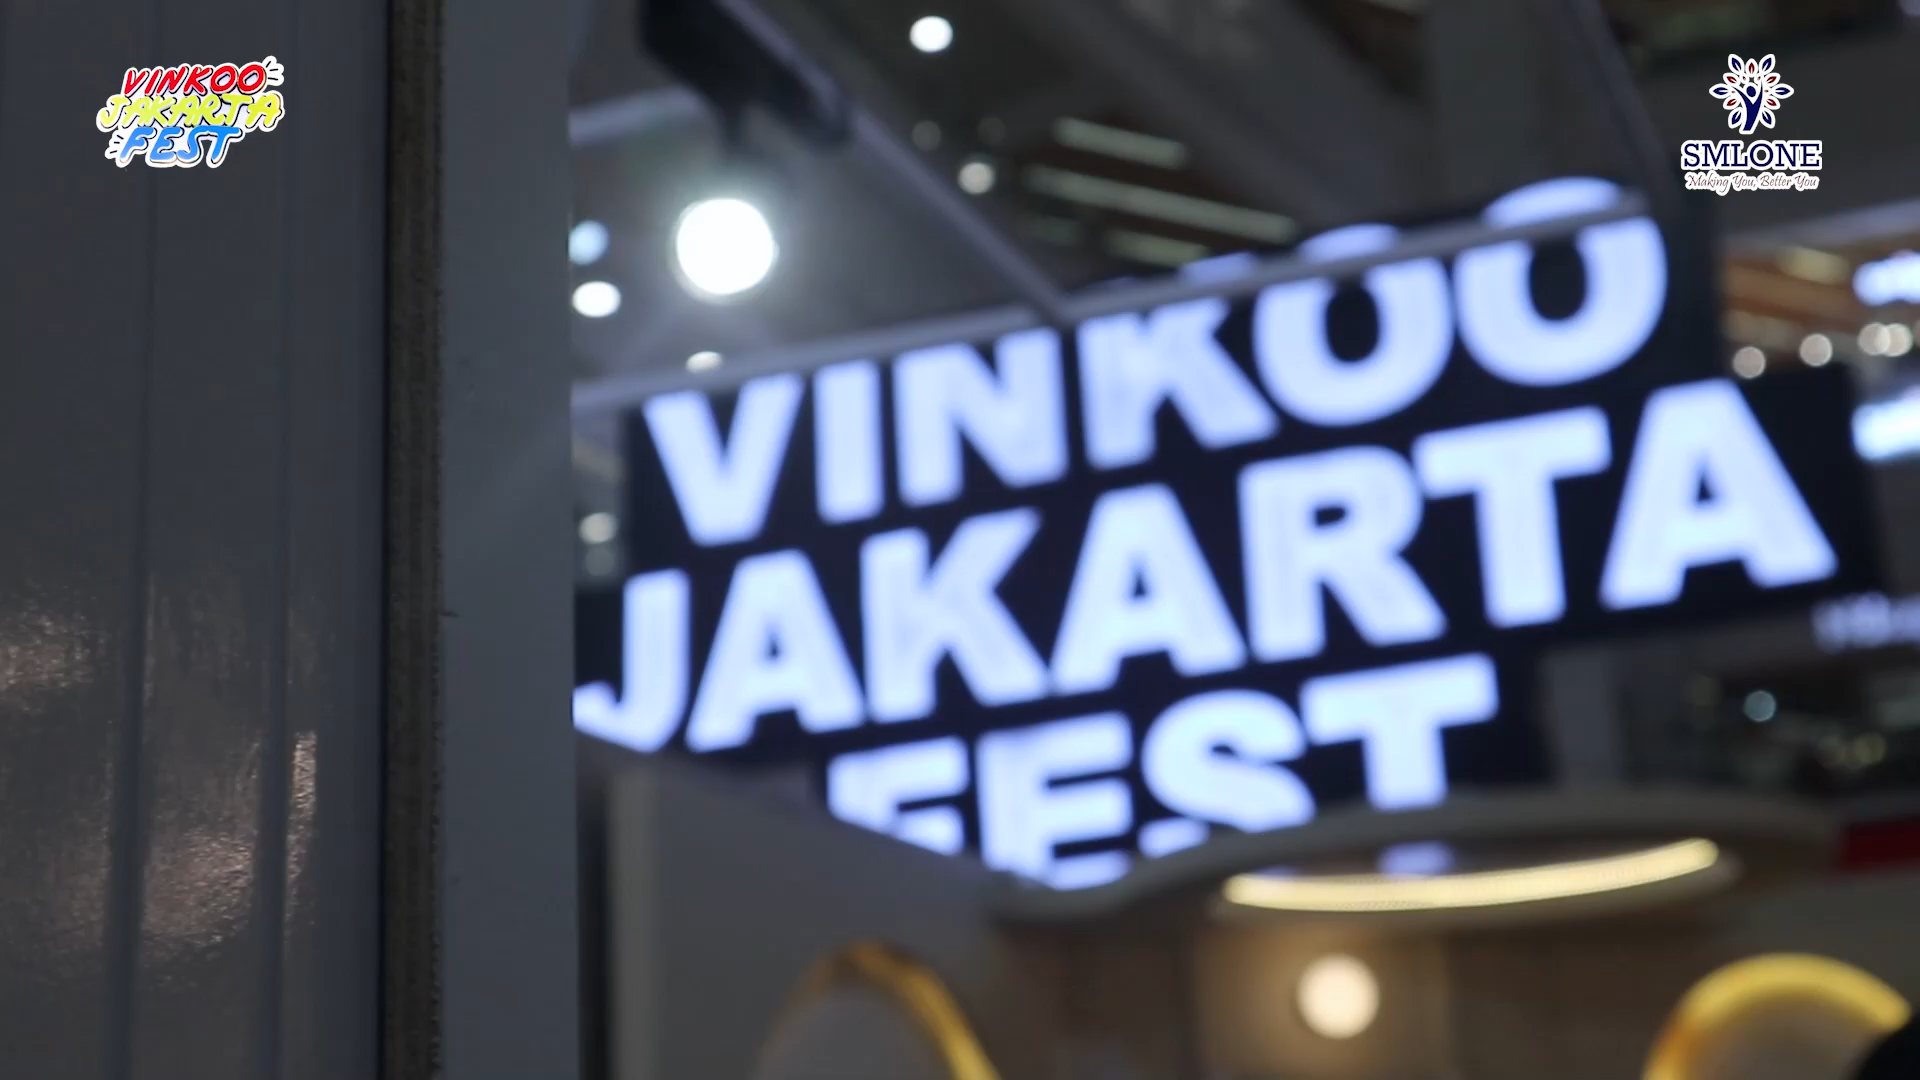 VINKOO
JAKARTA
FEST
SMLONE
Making You, Better You
VINKOO
JAKARTA
FEST